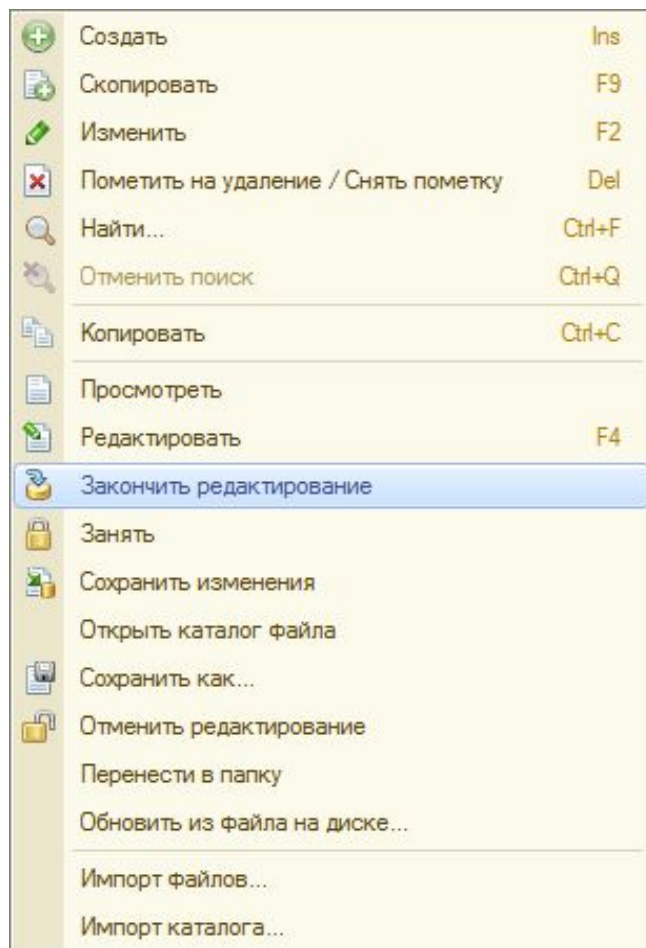 Создать Ins
Скопировать F9
Изменить F2
Пометить на удаление / Снять пометку Del
Найти... Ctrl+F
Отменить поиск Ctrl+Q
Копировать Ctrl+C
Просмотреть
Редактировать F4
Закончить редактирование
Занять
Сохранить изменения
Открыть каталог файла
Сохранить как...
Отменить редактирование
Перенести в папку
Обновить из файла на диске...
Импорт файлов...
Импорт каталога...